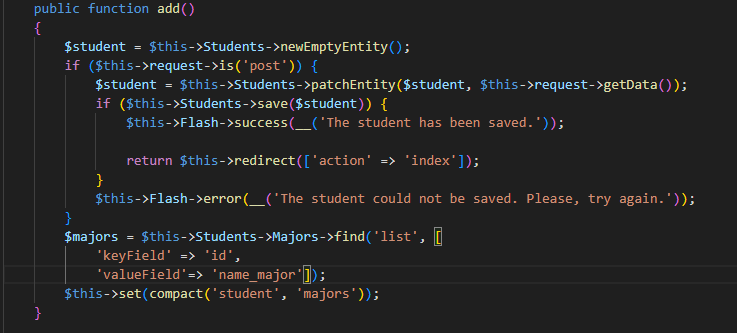 public function add()
{
    $student = $this->Students->newEmptyEntity();
    if ($this->request->is('post')) {
        $student = $this->Students->patchEntity($student, $this->request->getData());
        if ($this->Students->save($student)) {
            $this->Flash->success(__('The student has been saved.'));

            return $this->redirect(['action' => 'index']);
        }
        $this->Flash->error(__('The student could not be saved. Please, try again.'));
    }
    $majors = $this->Students->Majors->find('list', [
        'keyField' => 'id',
        'valueField'=> 'name_major']);
    $this->set(compact('student', 'majors'));
}